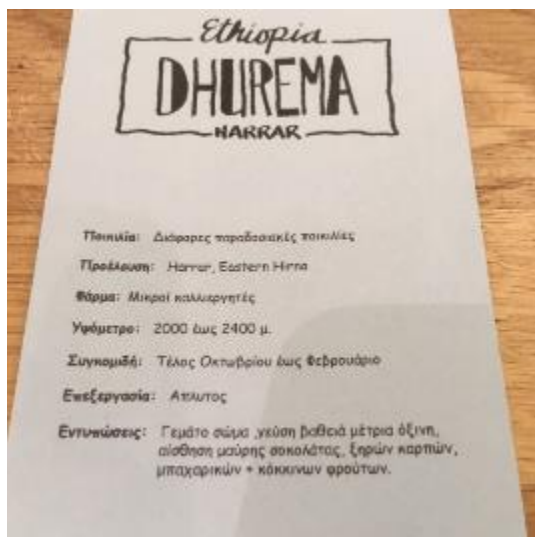 Ethiopia
DHUREMA
HARRAR
Ποικιλία: Διάφορες παραδοσιακές ποικιλίες
Προέλευση: Harrar, Eastern Hirna
Φάρμα: Μικροί καλλιεργητές
Υψόμετρο: 2000 έως 2400 μ.
Συγκομιδή: Τέλος Οκτωβρίου έως Φεβρουάριο
Επεξεργασία: Απλυτος
Εντυπώσεις: Γεμάτο σώμα ,γεύση βαθειά μέτρια όξινη,
αίσθηση μαύρης σοκολάτας, ξηρών καρπών,
μπαχαρικών + κόκκινων φρούτων.